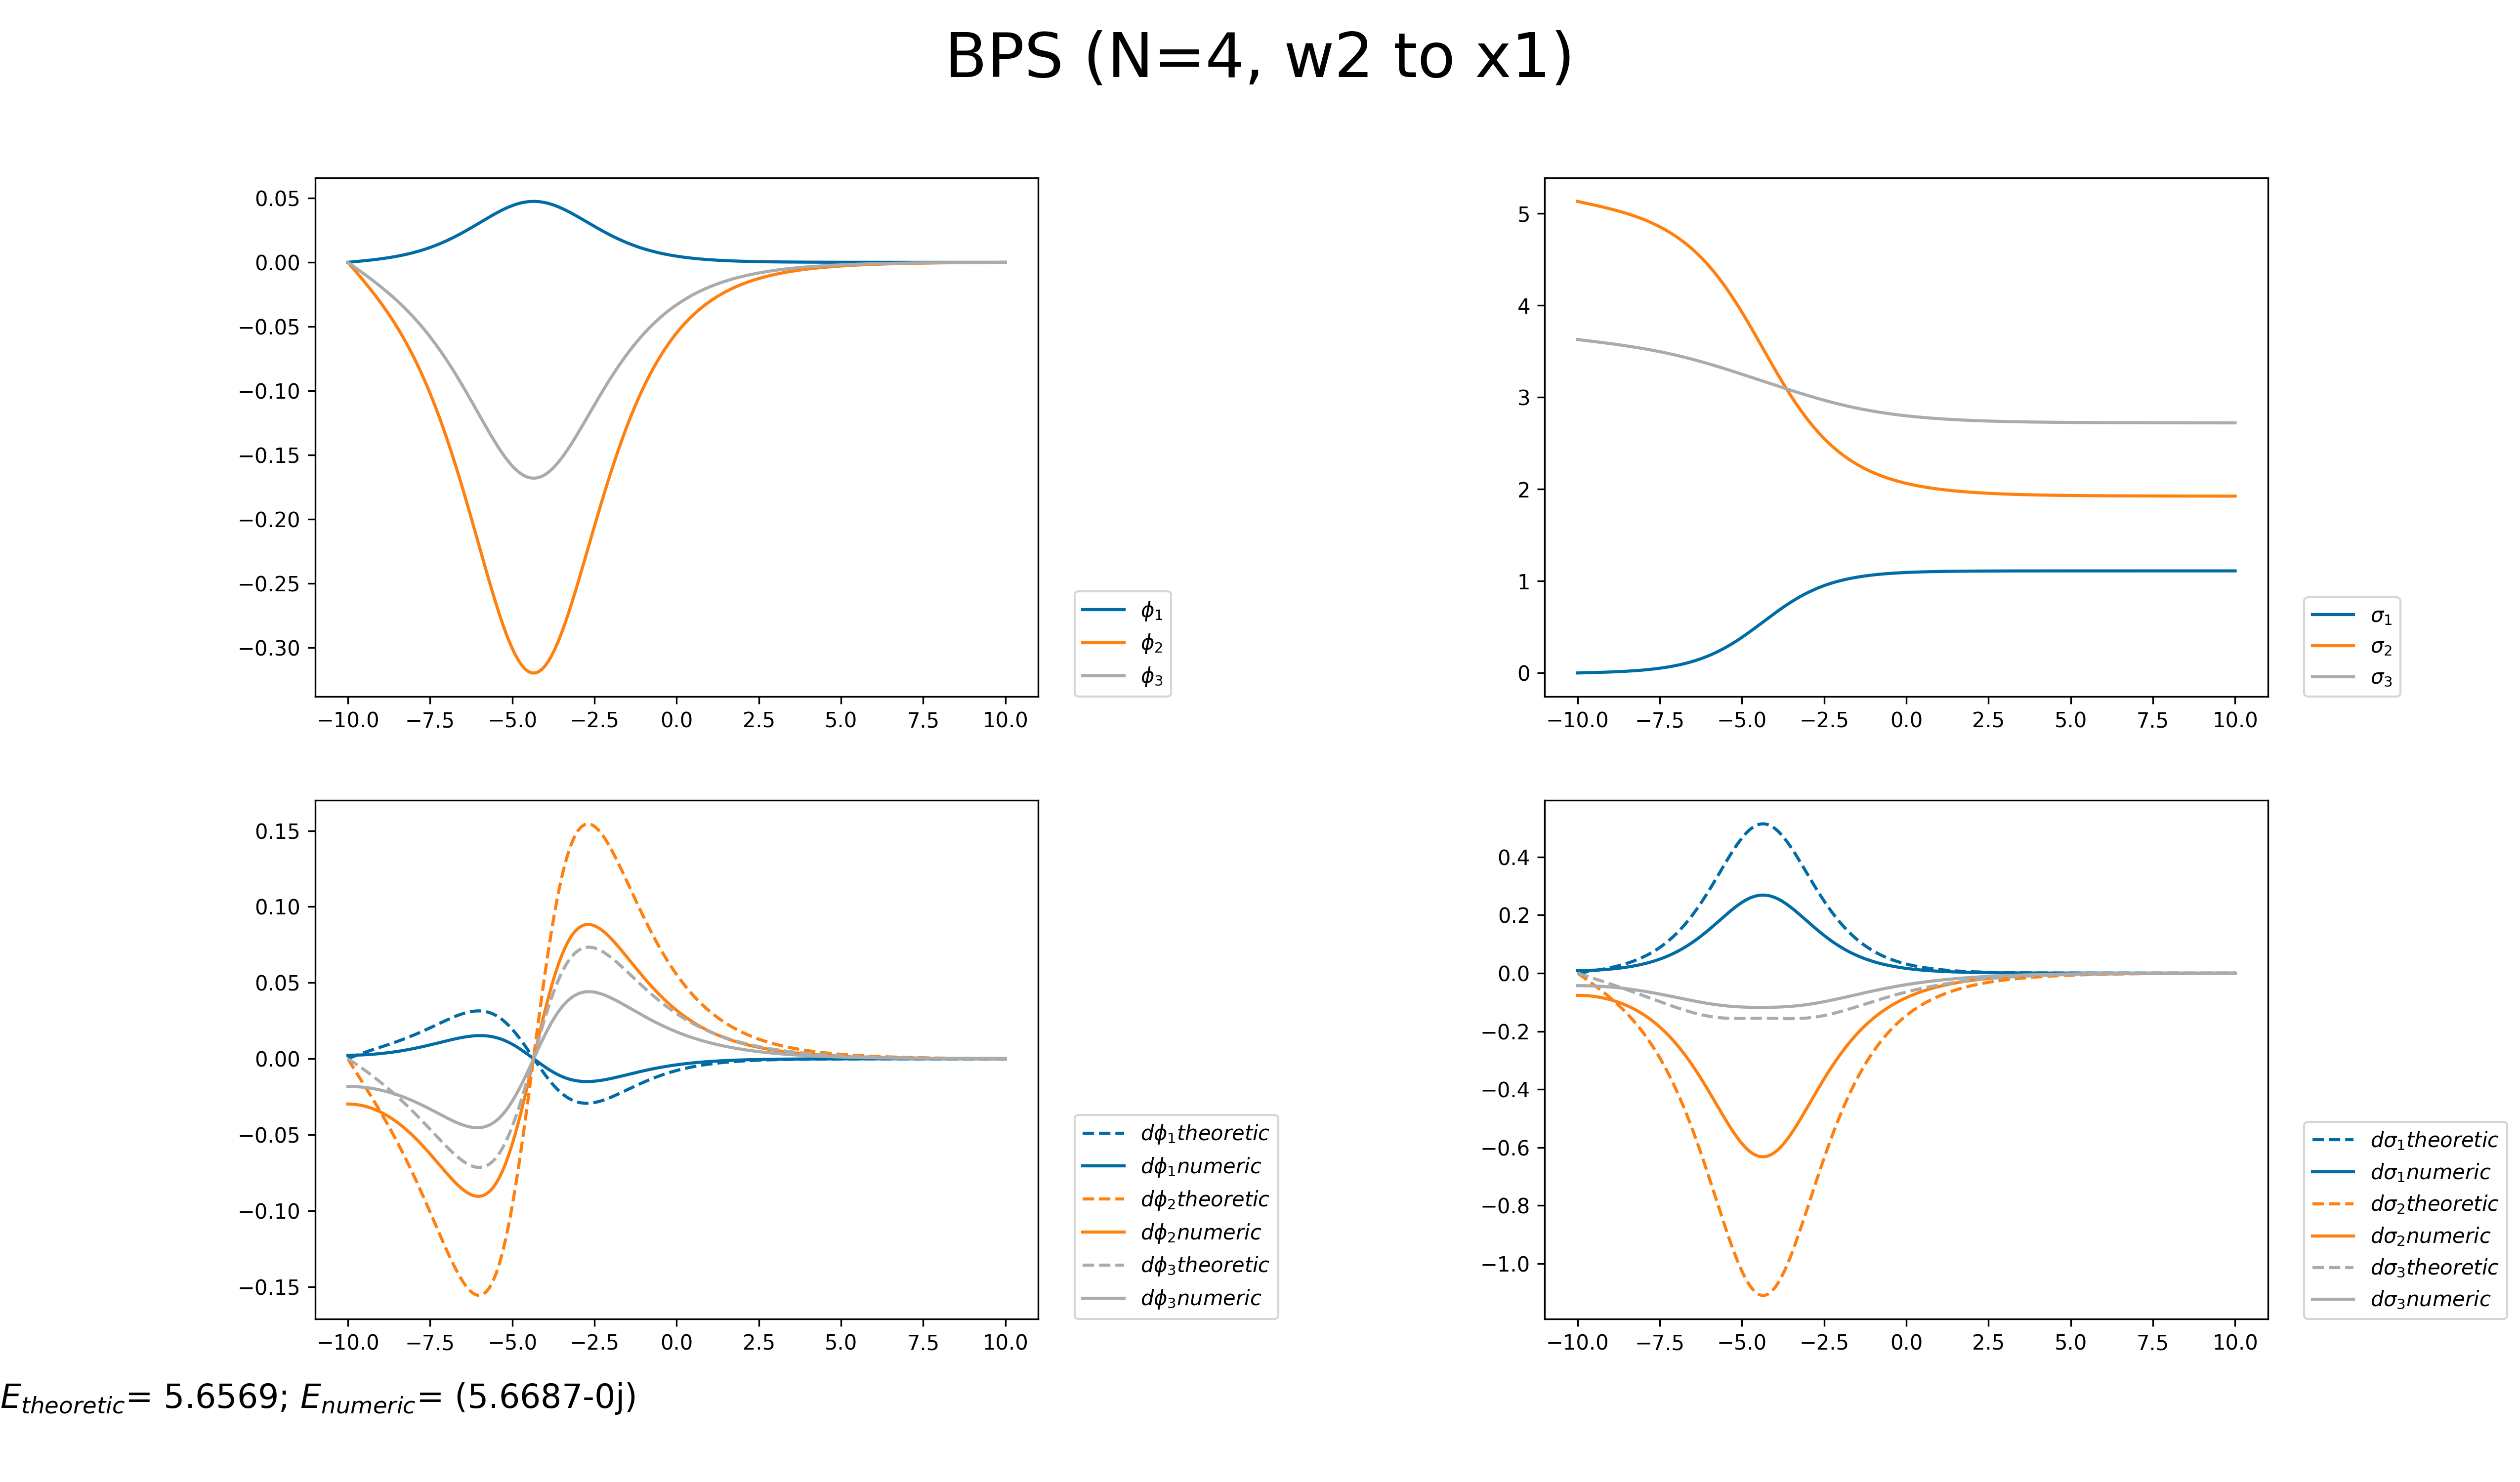 BPS (N=4, w2 to x1)
0.05
0.00
−0.05
−0.10
−0.15
−0.20
−0.25
−0.30
−10.0 −7.5 −5.0 −2.5 0.0 2.5 5.0 7.5 10.0
ϕ1
ϕ2
ϕ3
5
4
3
2
1
0
−10.0 −7.5 −5.0 −2.5 0.0 2.5 5.0 7.5 10.0
σ1
σ2
σ3
0.15
0.10
0.05
0.00
−0.05
−0.10
−0.15
−10.0 −7.5 −5.0 −2.5 0.0 2.5 5.0 7.5 10.0
dϕ1theoretic
dϕ1numeric
dϕ2theoretic
dϕ2numeric
dϕ3theoretic
dϕ3numeric
0.4
0.2
0.0
−0.2
−0.4
−0.6
−0.8
−1.0
−10.0 −7.5 −5.0 −2.5 0.0 2.5 5.0 7.5 10.0
dσ1theoretic
dσ1numeric
dσ2theoretic
dσ2numeric
dσ3theoretic
dσ3numeric
Etheoretic= 5.6569; Enumeric= (5.6687-0j)